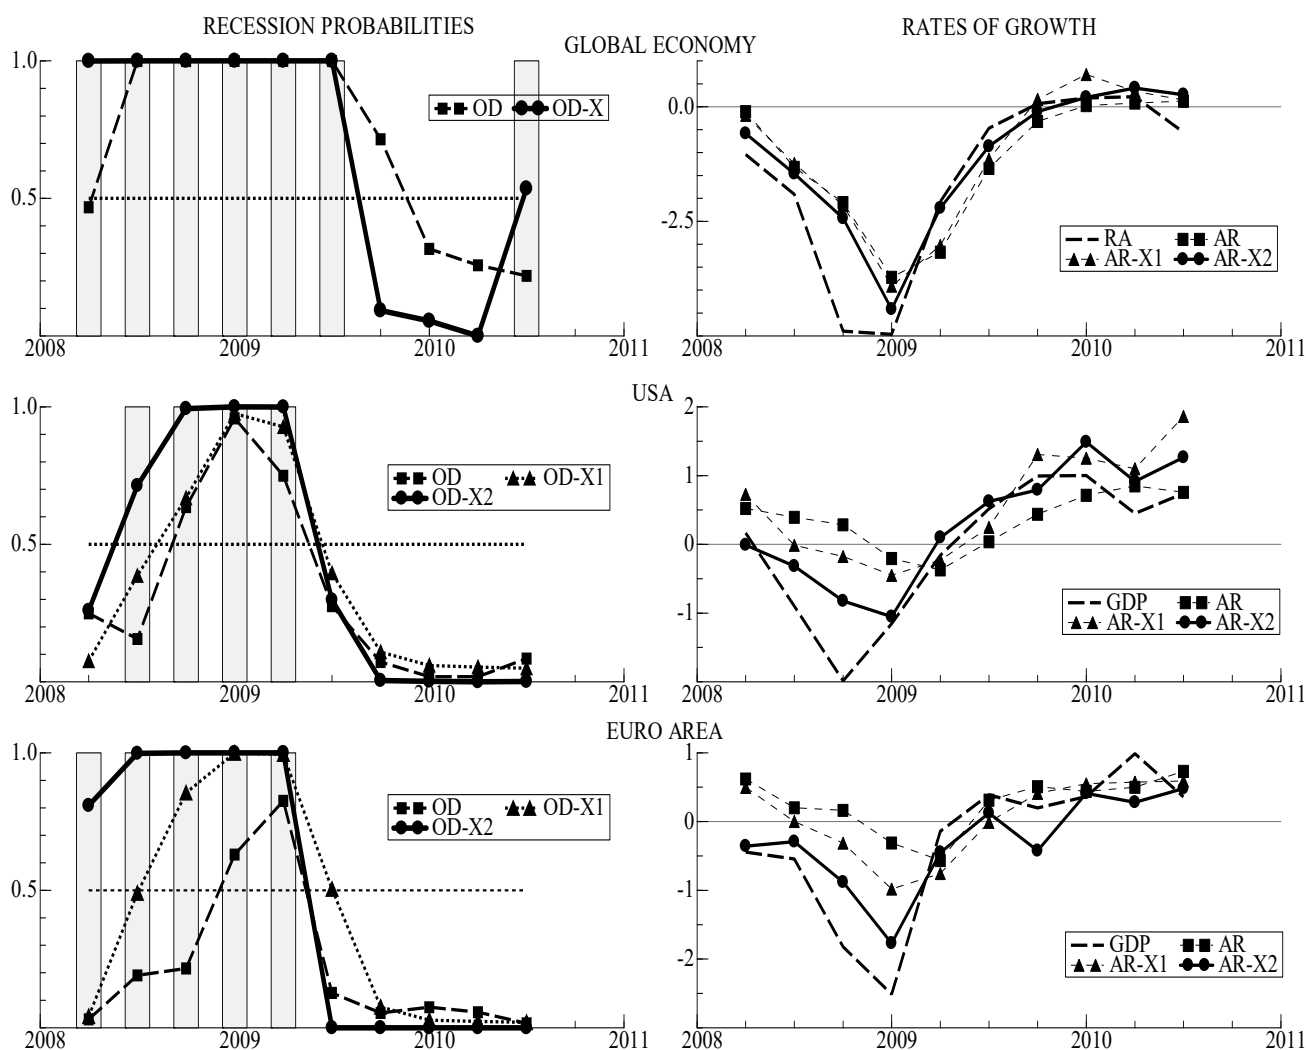 RECESSION PROBABILITIES
RATES OF GROWTH
GLOBAL ECONOMY
1.0
0.5
OD OD-X
2008 2009 2010 2011
0.0
-2.5
RA AR
AR-X1 AR-X2
2008 2009 2010 2011
USA
1.0
0.5
OD OD-X1
OD-X2
2008 2009 2010 2011
2
1
0
-1
GDP AR
AR-X1 AR-X2
2008 2009 2010 2011
EURO AREA
1.0
0.5
OD OD-X1
OD-X2
2008 2009 2010 2011
1
0
-1
-2
GDP AR
AR-X1 AR-X2
2008 2009 2010 2011